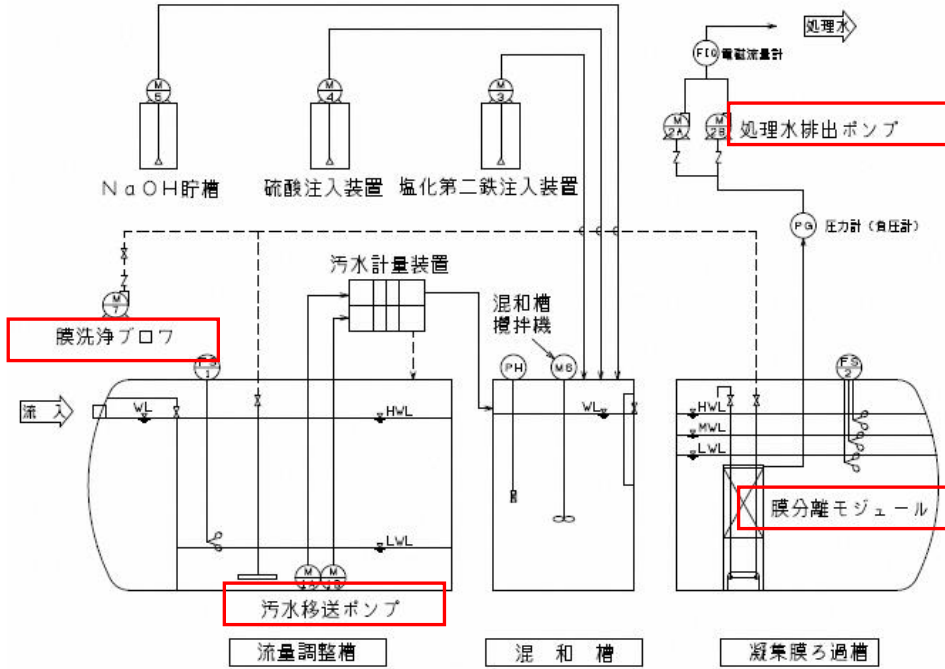 処理水
FIQ 電磁流量計
M 5
M 4
M 3
M 2A
M 2B
処理水排出ポンプ
NaOH貯槽
硫酸注入装置
塩化第二鉄注入装置
PG 圧力計(負圧計)
汚水計量装置
M 7
混和槽
攪拌機
膜洗浄ブロワ
FS 1
PH
M6
FS 2
流入
WL
HWL
WL
HWL
MWL
LWL
膜分離モジュール
LWL
M
M
汚水移送ポンプ
流量調整槽
混和槽
凝集膜ろ過槽